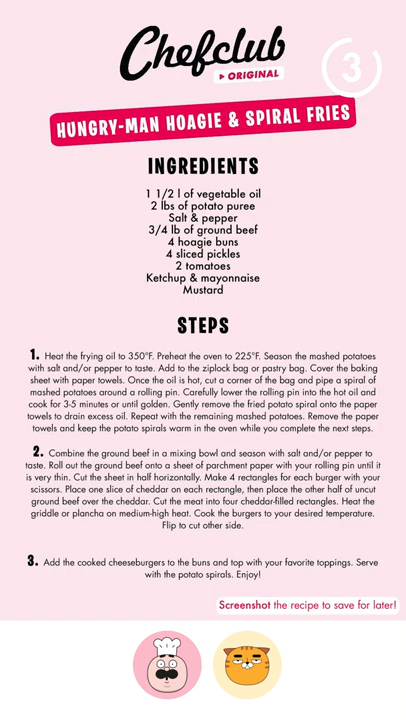 Chefclub
ORIGINAL
3
HUNGRY-MAN HOAGIE & SPIRAL FRIES
INGREDIENTS
1 1/2 l of vegetable oil
2 lbs of potato puree
Salt & pepper
3/4 lb of ground beef
4 hoagie buns
4 sliced pickles
2 tomatoes
Ketchup & mayonnaise
Mustard
STEPS
1. Heat the frying oil to 350°F. Preheat the oven to 225°F. Season the mashed potatoes
with salt and/or pepper to taste. Add to the ziplock bag or pastry bag. Cover the baking
sheet with paper towels. Once the oil is hot, cut a corner of the bag and pipe a spiral of
mashed potatoes around a rolling pin. Carefully lower the rolling pin into the hot oil and
cook for 3-5 minutes or until golden. Gently remove the fried potato spiral onto the paper
towels to drain excess oil. Repeat with the remaining mashed potatoes. Remove the paper
towels and keep the potato spirals warm in the oven while you complete the next steps.
2. Combine the ground beef in a mixing bowl and season with salt and/or pepper to
taste. Roll out the ground beef onto a sheet of parchment paper with your rolling pin until it
is very thin. Cut the sheet in half horizontally. Make 4 rectangles for each burger with your
scissors. Place one slice of cheddar on each rectangle, then place the other half of uncut
ground beef over the cheddar. Cut the meat into four cheddar-filled rectangles. Heat the
griddle or plancha on medium-high heat. Cook the burgers to your desired temperature.
Flip to cut other side.
3. Add the cooked cheeseburgers to the buns and top with your favorite toppings. Serve
with the potato spirals. Enjoy!
Screenshot the recipe to save for later!